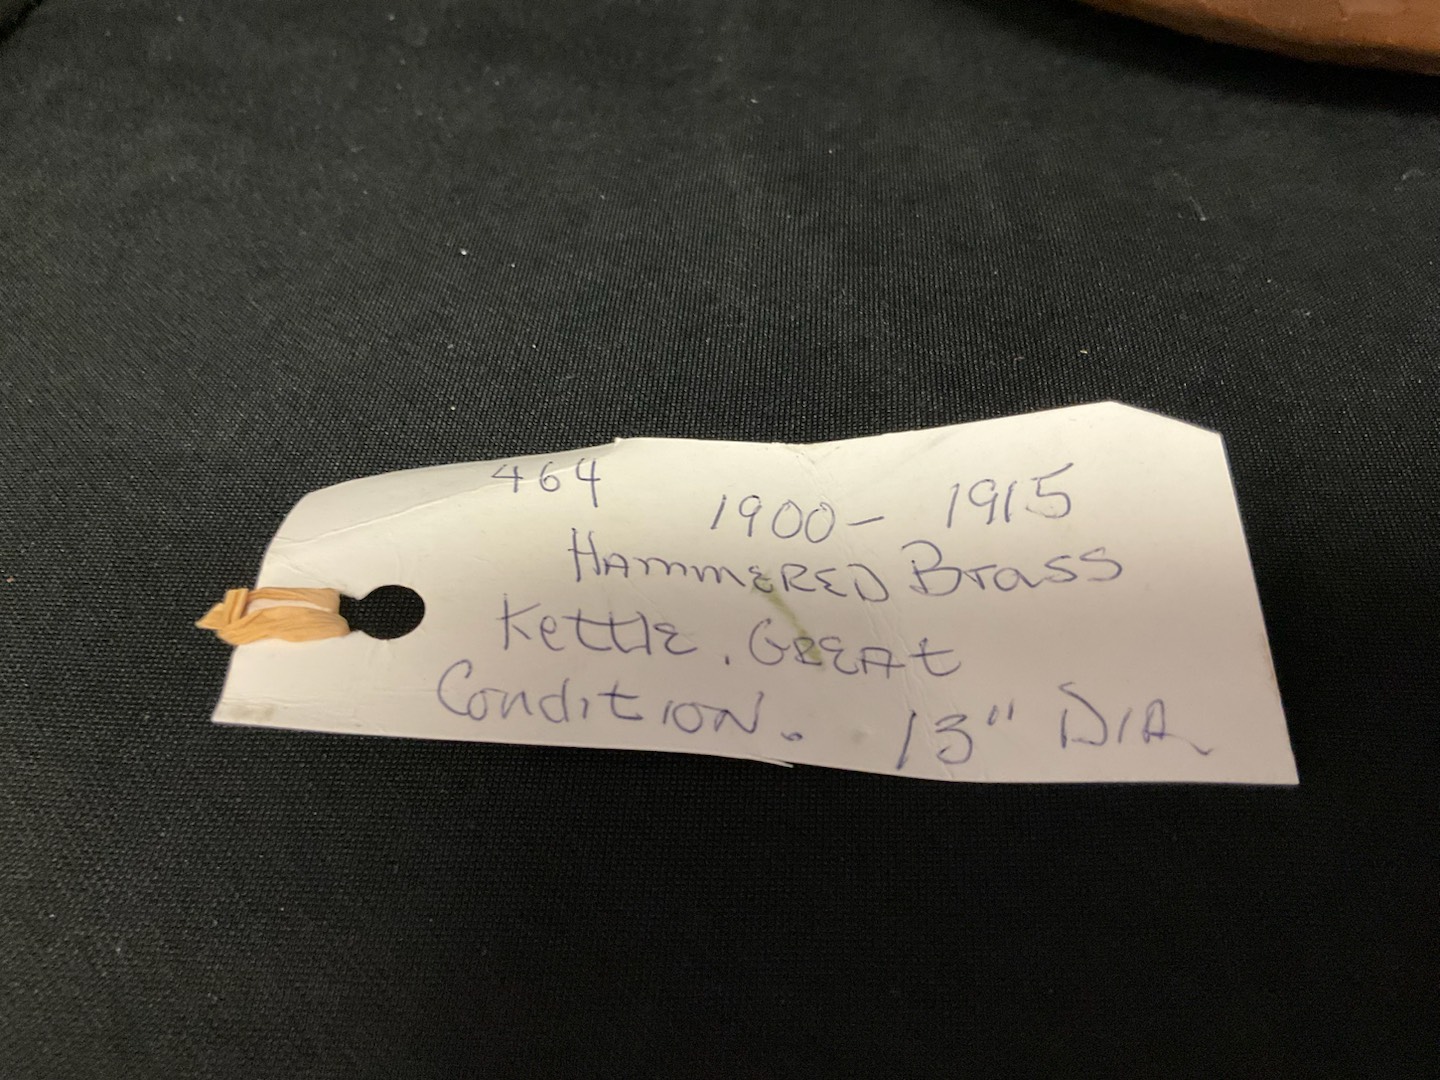 464
1900- 1915
HAmmERED Brass
Kettle. GREAt
ConditION. 13" DIA